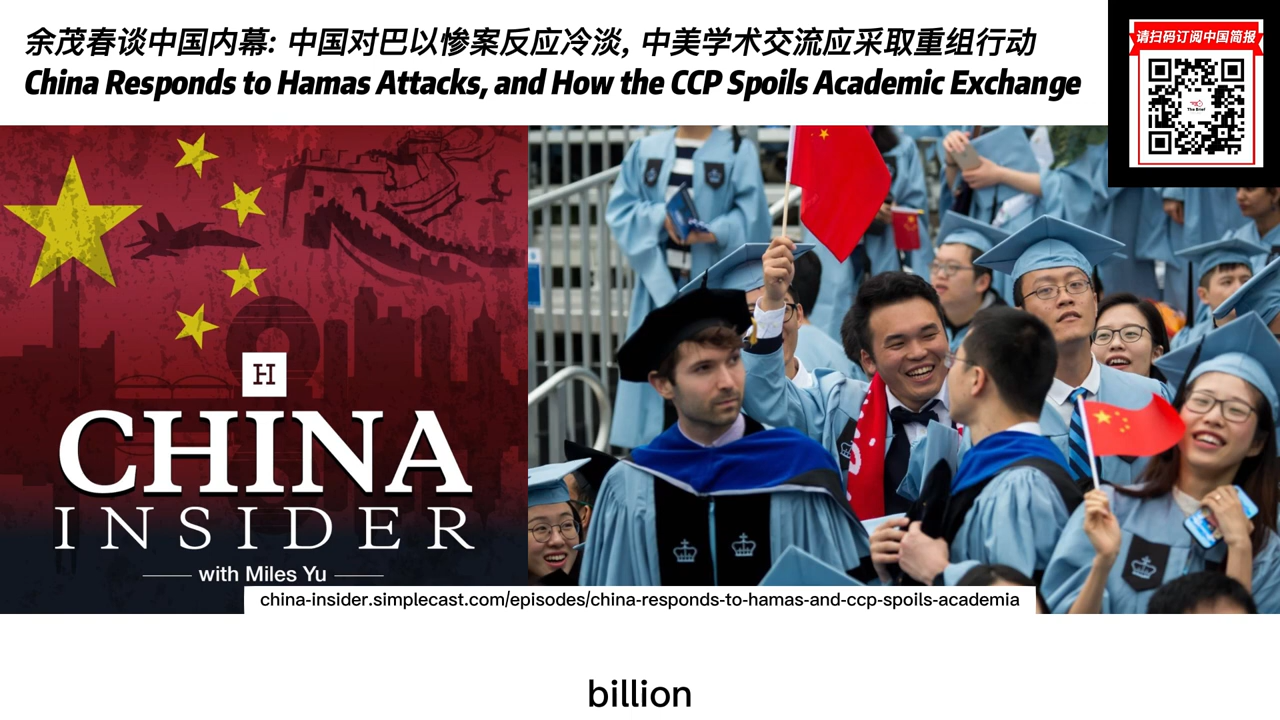 余茂春谈中国内幕: 中国对巴以惨案反应冷淡, 中美学术交流应采取重组行动
China Responds to Hamas Attacks, and How the CCP Spoils Academic Exchange
请扫码订阅中国简报
The Brief
H
CHINA
INSIDER
with Miles Yu
china-insider.simplecast.com/episodes/china-responds-to-hamas-and-ccp-spoils-academia
billion